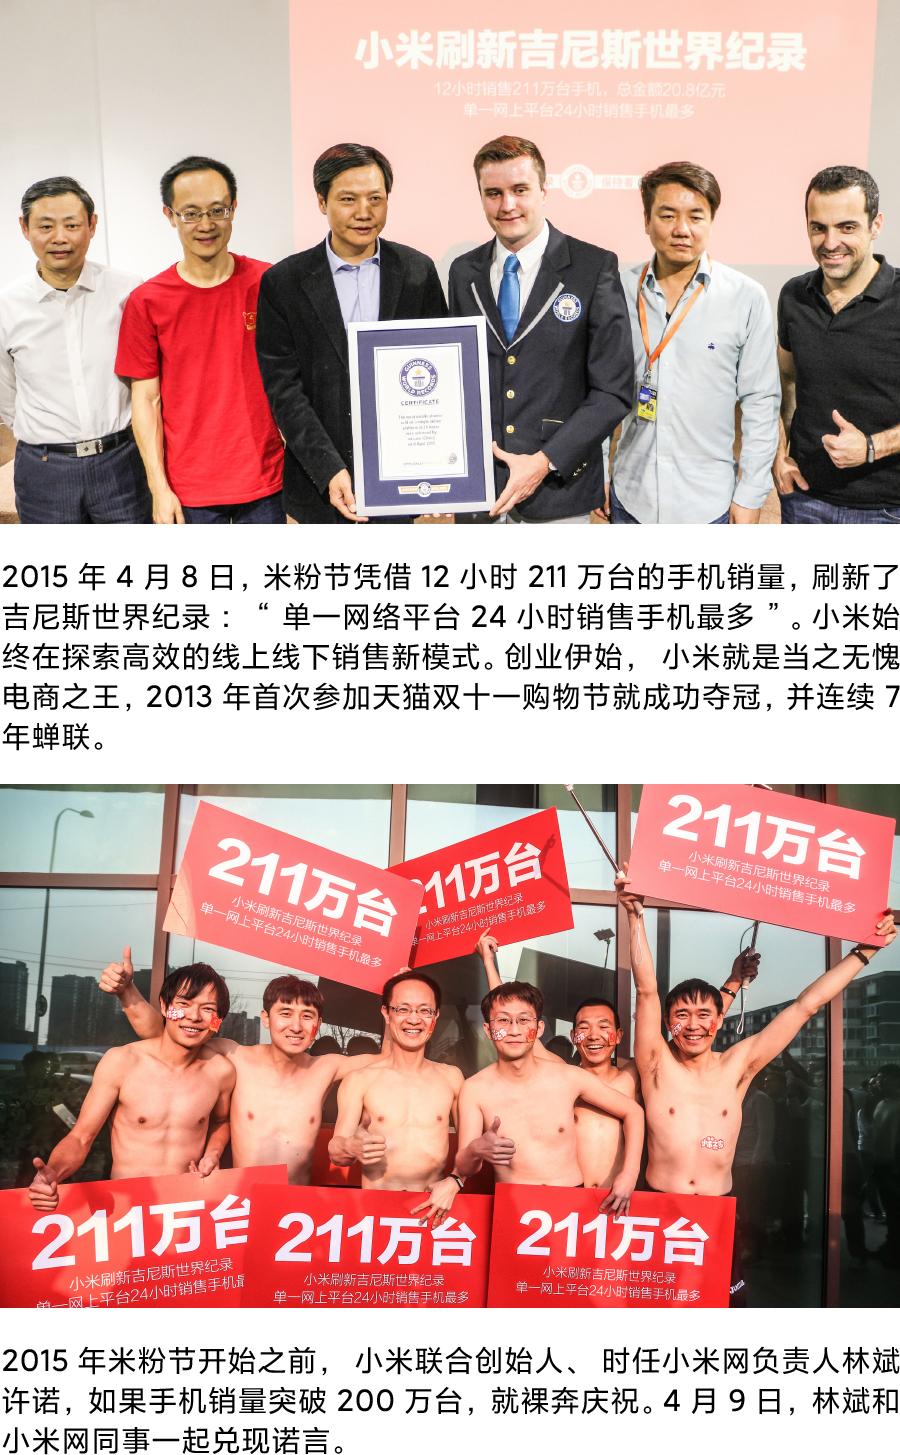 小米刷新吉尼斯世界纪录
12小时销售211万台手机，总金额20.8亿元
单一网上平台24小时销售手机最多
GUINNESS
WORLD RECORDS
CERTIFICATE
2015 年 4 月 8 日，米粉节凭借 12 小时 211 万台的手机销量，刷新了
吉尼斯世界纪录：“ 单一网络平台 24 小时销售手机最多 ”。小米始
终在探索高效的线上线下销售新模式。创业伊始， 小米就是当之无愧
电商之王，2013 年首次参加天猫双十一购物节就成功夺冠，并连续 7
年蝉联。
211万台
小米刷新吉尼斯世界纪录
单一网上平台24小时销售手机最多
211万台
小米刷新吉尼斯世界纪录
单一网上平台24小时销售手机最多
211万台
小米刷新吉尼斯世界纪录
单一网上平台24小时销售手机最多
211万台
小米刷新吉尼斯世界纪录
单一网上平台24小时销售手机最
211万台
小米刷新吉尼斯世界纪录
单一网上平台24小时销售手机最多
211万台
小米刷新吉尼斯世界纪录
单一网上平台24小时销售手机最多
2015 年米粉节开始之前， 小米联合创始人、 时任小米网负责人林斌
许诺，如果手机销量突破 200 万台，就裸奔庆祝。4 月 9 日，林斌和
小米网同事一起兑现诺言。